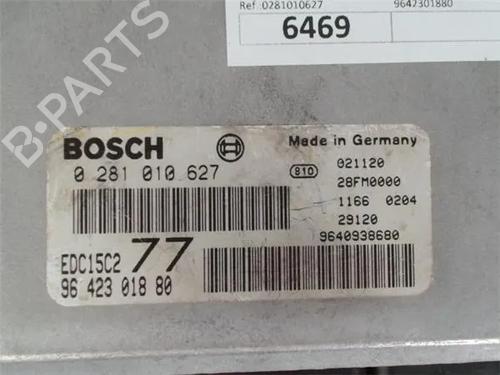 Ref :0281010627 9642301880
6469
B-PARTS
BOSCH
Made in Germany
0 281 010 627
810
021120
28FM0000
1166 0204
29120
9640938680
EDC15C2 77
96 423 018 80